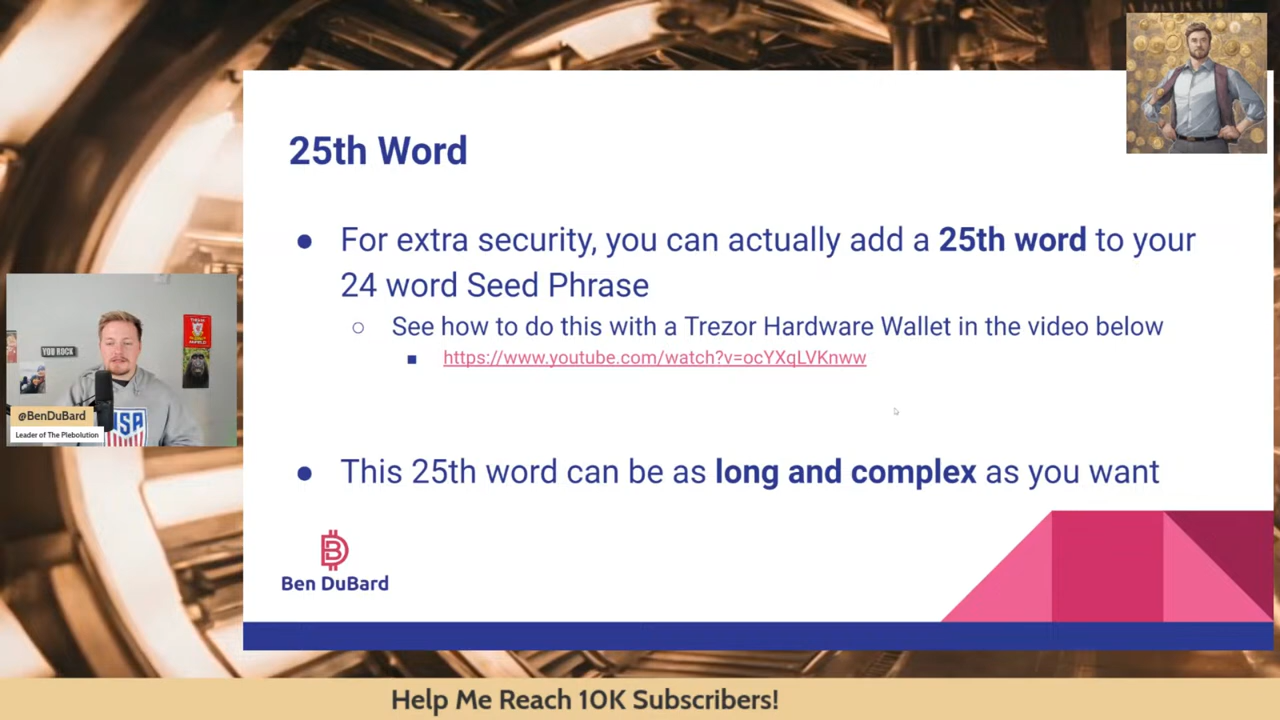 25th Word
For extra security, you can actually add a 25th word to your
24 word Seed Phrase
See how to do this with a Trezor Hardware Wallet in the video below
https://www.youtube.com/watch?v=ocYXqLVKnww
This 25th word can be as long and complex as you want
Ben DuBard
YOU ROCK
@BenDuBard
Leader of The Plebolution
Help Me Reach 10K Subscribers!